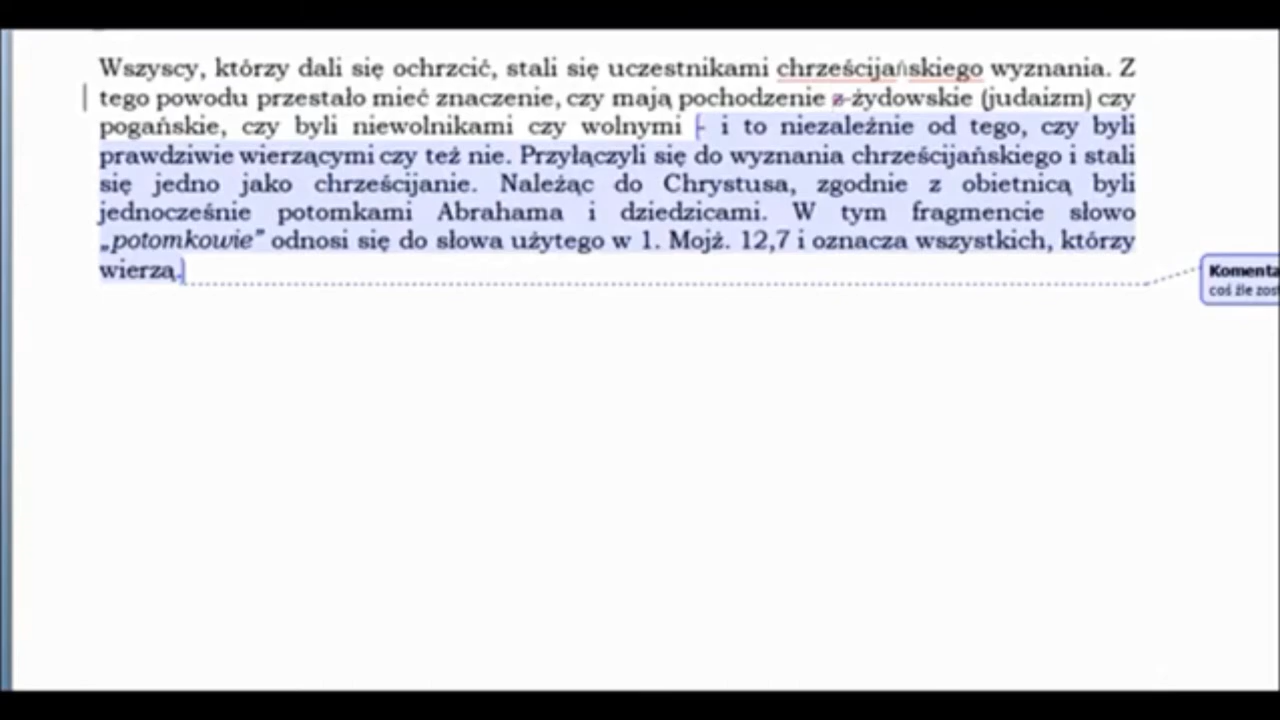 Wszyscy, którzy dali się ochrzcić, stali się uczestnikami chrześcijańskiego wyznania. Z
tego powodu przestało mieć znaczenie, czy mają pochodzenie z żydowskie (judaizm) czy
pogańskie, czy byli niewolnikami czy wolnymi - i to niezależnie od tego, czy byli
prawdziwie wierzącymi czy też nie. Przyłączyli się do wyznania chrześcijańskiego i stali
się jedno jako chrześcijanie. Należąc do Chrystusa, zgodnie z obietnicą byli
jednocześnie potomkami Abrahama i dziedzicami. W tym fragmencie słowo
„potomkowie” odnosi się do słowa użytego w 1. Mojż. 12,7 i oznacza wszystkich, którzy
wierzą.
Komenta
coś źle zost